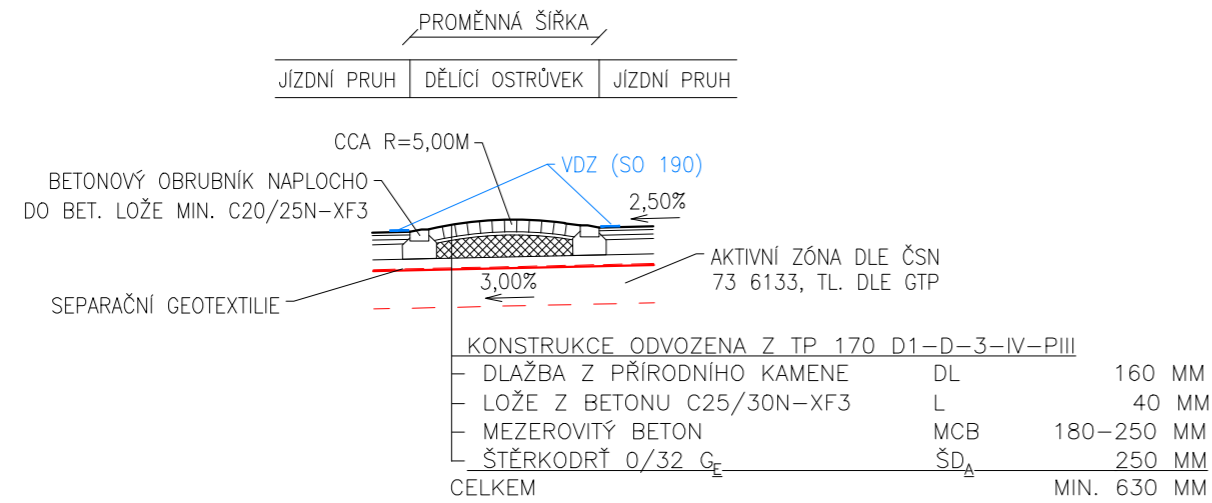 PROMĚNNÁ ŠÍŘKA
JÍZDNÍ PRUH DĚLÍCÍ OSTRŮVEK JÍZDNÍ PRUH
CCA R=5,00M
VDZ (SO 190)
BETONOVÝ OBRUBNÍK NAPLOCHO
DO BET. LOŽE MIN. C20/25N-XF3
2,50%
AKTIVNÍ ZÓNA DLE ČSN
73 6133, TL. DLE GTP
3,00%
SEPARAČNÍ GEOTEXTILIE
KONSTRUKCE ODVOZENA Z TP 170 D1-D-3-IV-PIII
DLAŽBA Z PŘÍRODNÍHO KAMENE DL 160 MM
LOŽE Z BETONU C25/30N-XF3 L 40 MM
MEZEROVITÝ BETON MCB 180-250 MM
ŠTĚRKODRŤ 0/32 GE ŠDA 250 MM
CELKEM MIN. 630 MM